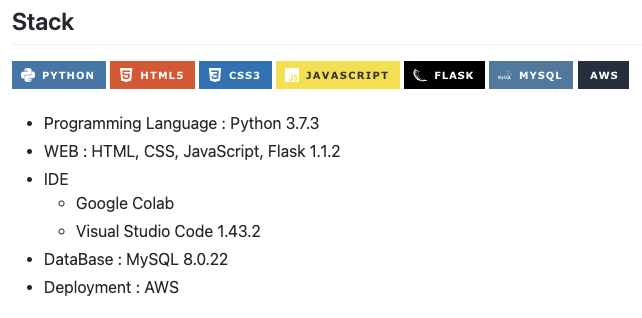 Stack
PYTHON HTML5 CSS3 JAVASCRIPT FLASK MYSQL AWS
Programming Language : Python 3.7.3
WEB : HTML, CSS, JavaScript, Flask 1.1.2
IDE
Google Colab
Visual Studio Code 1.43.2
DataBase : MySQL 8.0.22
Deployment : AWS